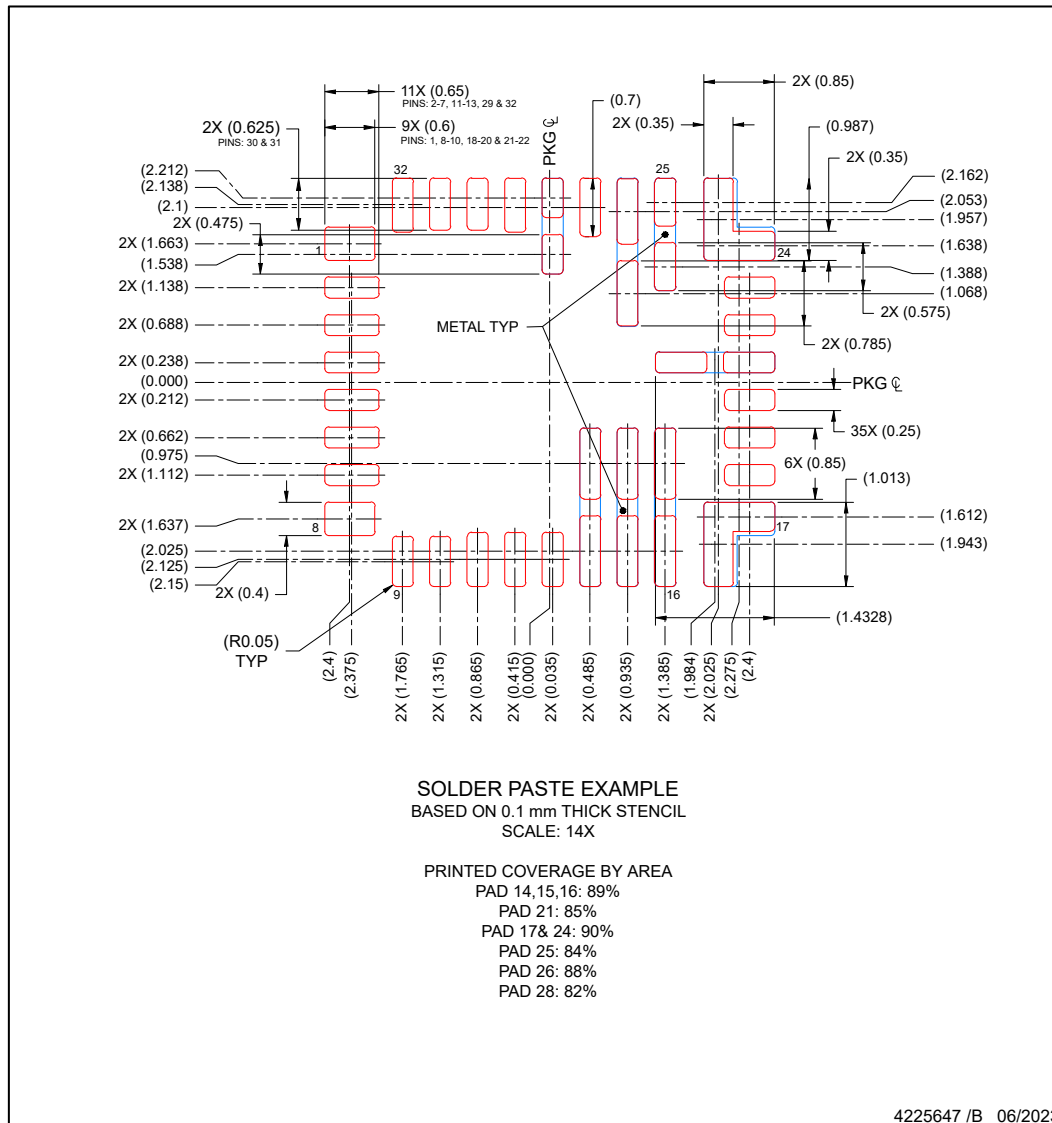 11X (0.65)
PINS: 2-7, 11-13, 29 & 32
2X (0.625)
PINS: 30 & 31
9X (0.6)
PINS: 1, 8-10, 18-20 & 21-22
PKG ℄
(0.7)
2X (0.85)
2X (0.35)
(0.987)
2X (0.35)
(2.212)
(2.138)
(2.1)
2X (0.475)
2X (1.663)
(1.538)
2X (1.138)
2X (0.688)
2X (0.238)
(0.000)
2X (0.212)
2X (0.662)
(0.975)
2X (1.112)
2X (1.637)
(2.025)
(2.125)
(2.15)
2X (0.4)
(R0.05)
TYP
32
25
1
24
8
17
9
16
METAL TYP
(2.162)
(2.053)
(1.957)
(1.638)
(1.388)
(1.068)
2X (0.575)
2X (0.785)
PKG ℄
35X (0.25)
6X (0.85)
(1.013)
(1.612)
(1.943)
(1.4328)
(2.4)
(2.375)
2X (1.765)
2X (1.315)
2X (0.865)
2X (0.415)
(0.000)
2X (0.035)
2X (0.485)
2X (0.935)
2X (1.385)
(1.984)
2X (2.025)
(2.275)
(2.4)
SOLDER PASTE EXAMPLE
BASED ON 0.1 mm THICK STENCIL
SCALE: 14X
PRINTED COVERAGE BY AREA
PAD 14,15,16: 89%
PAD 21: 85%
PAD 17& 24: 90%
PAD 25: 84%
PAD 26: 88%
PAD 28: 82%
4225647 /B 06/2023